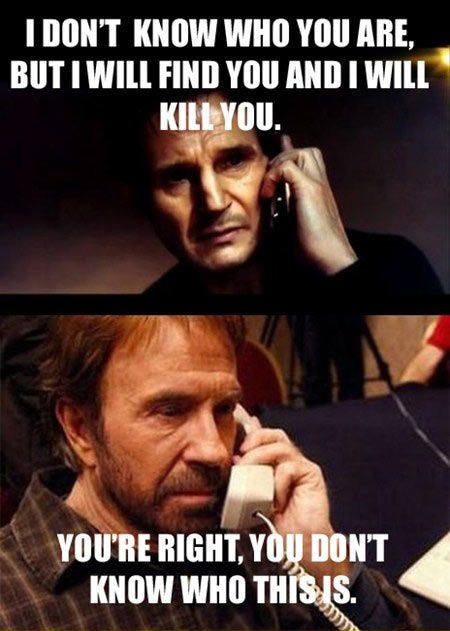 I DON'T KNOW WHO YOU ARE,
BUT I WILL FIND YOU AND I WILL
KILL YOU.
YOU'RE RIGHT, YOU DON'T
KNOW WHO THIS IS.